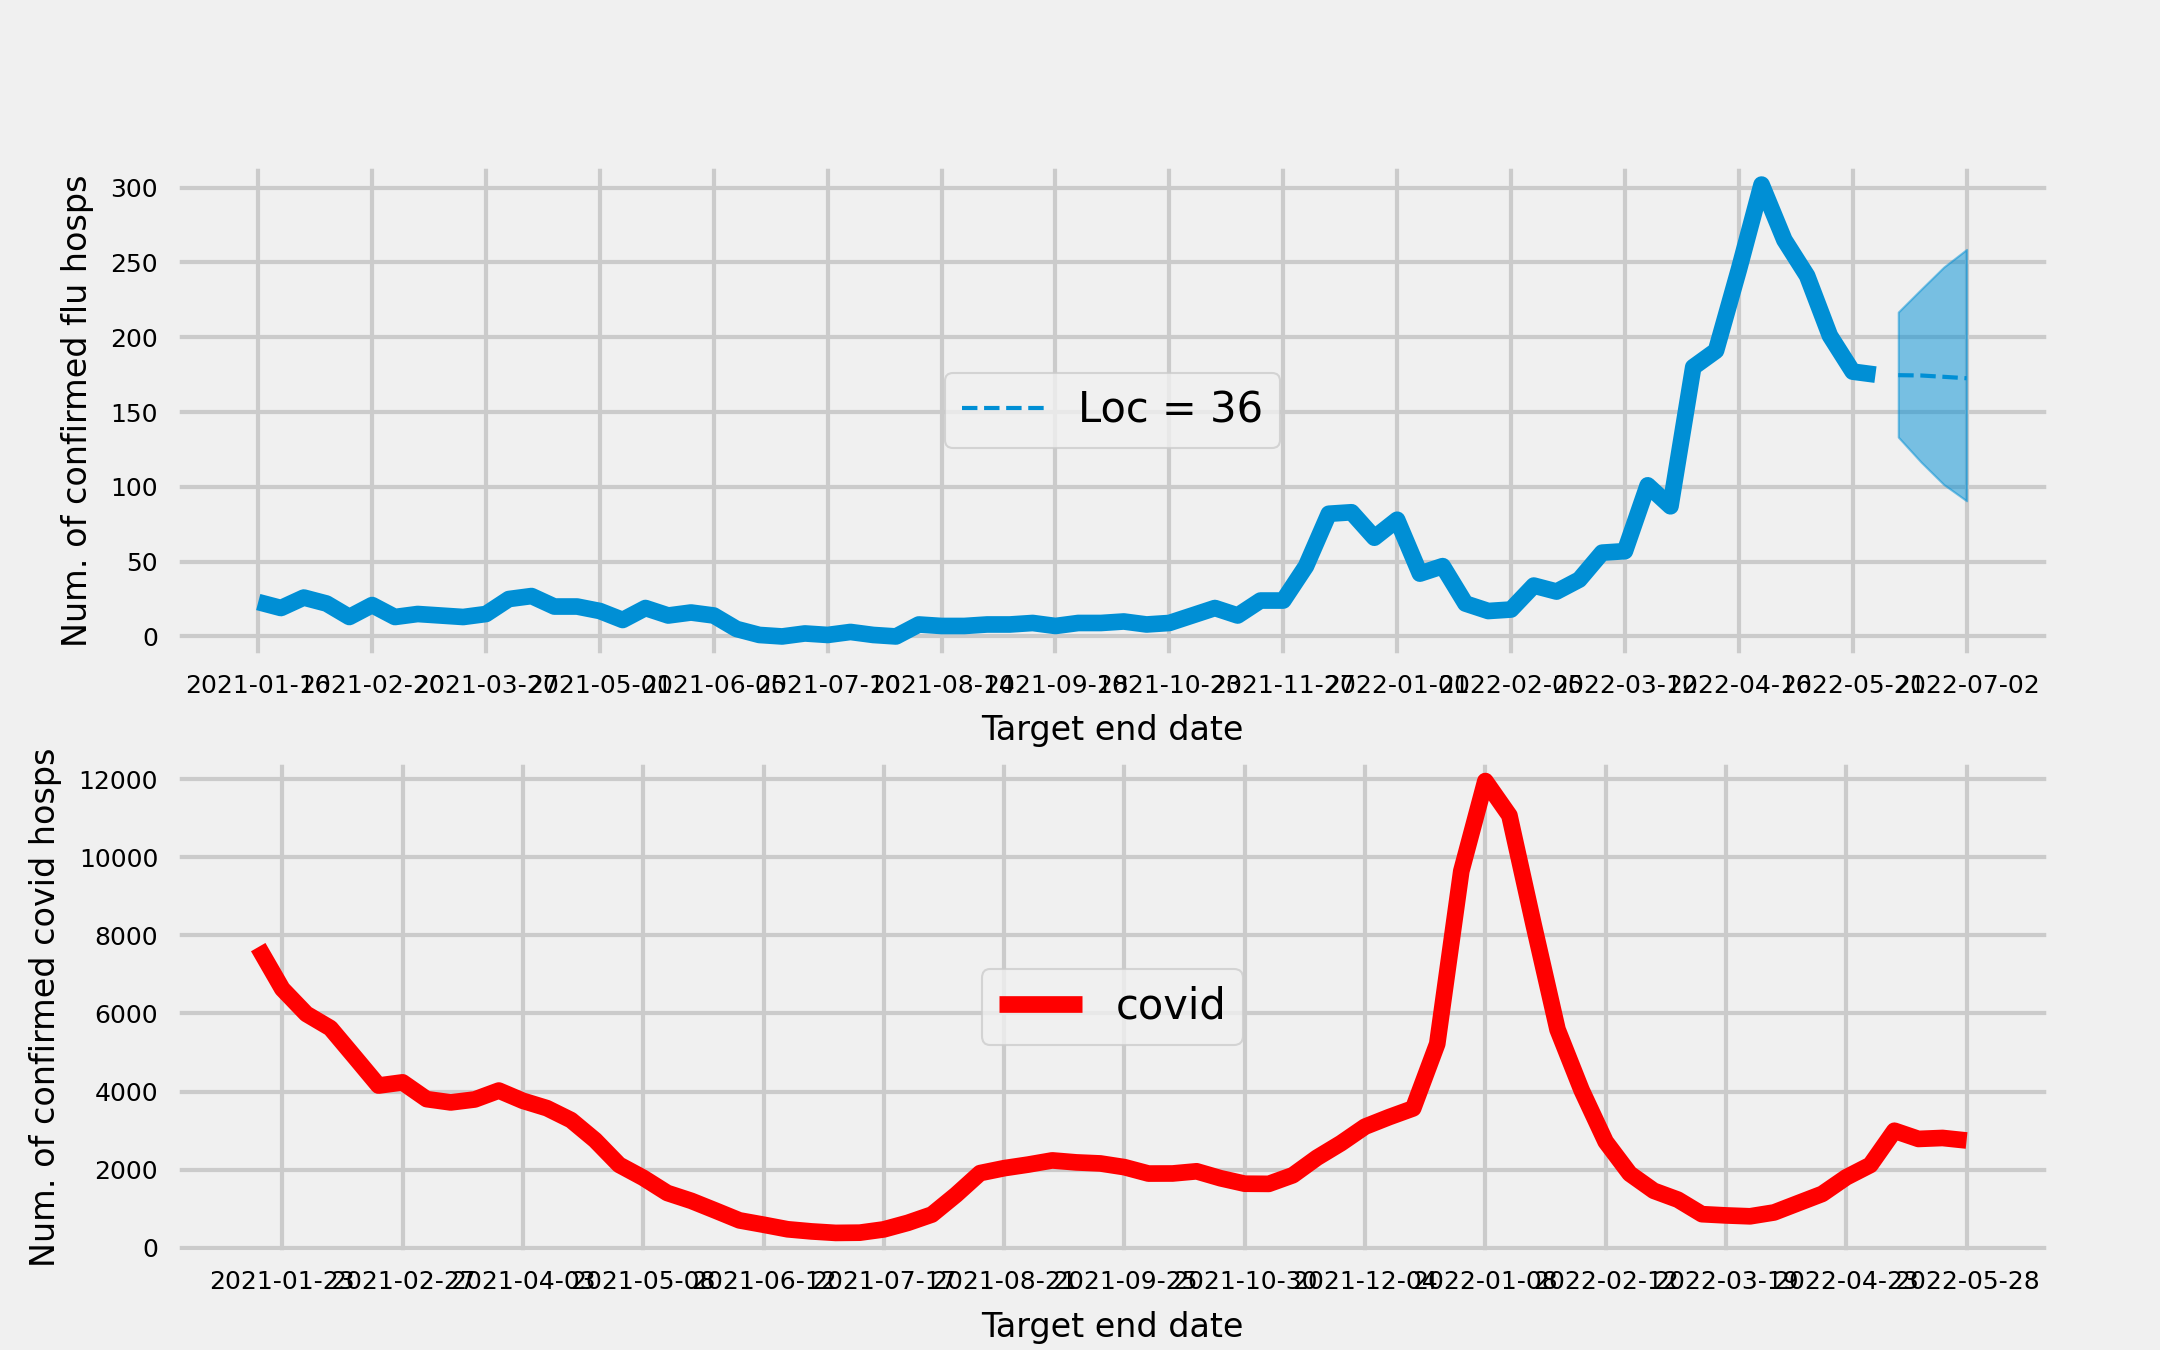 Num. of confirmed flu hosps
300
250
200
150
100
50
0
Loc = 36
2021-01-16 2021-02-20 2021-03-27 2021-05-01 2021-06-05 2021-07-10 2021-08-14 2021-09-18 2021-10-23 2021-11-27 2022-01-01 2022-02-05 2022-03-12 2022-04-16 2022-05-21 2022-07-02
Target end date
Num. of confirmed covid hosps
12000
10000
8000
6000
4000
2000
0
covid
2021-01-23 2021-02-27 2021-04-03 2021-05-08 2021-06-12 2021-07-17 2021-08-21 2021-09-25 2021-10-30 2021-12-04 2022-01-08 2022-02-12 2022-03-19 2022-04-23 2022-05-28
Target end date